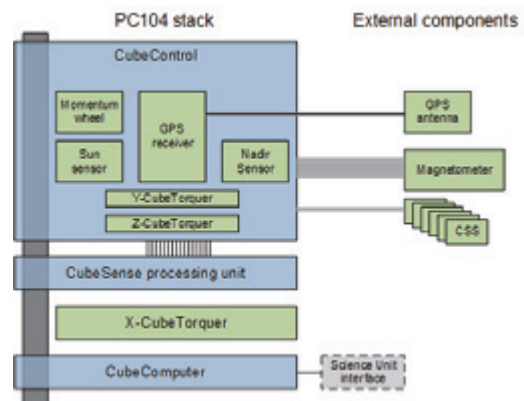 PC104 stack
External components
CubeControl
Momentum
wheel
GPS
receiver
GPS
antenna
Sun
sensor
Nadir
Sensor
Magnetometer
Y-CubeTorquer
Z-CubeTorquer
CSS
CubeSense processing unit
X-CubeTorquer
CubeComputer
Science Unit
interface